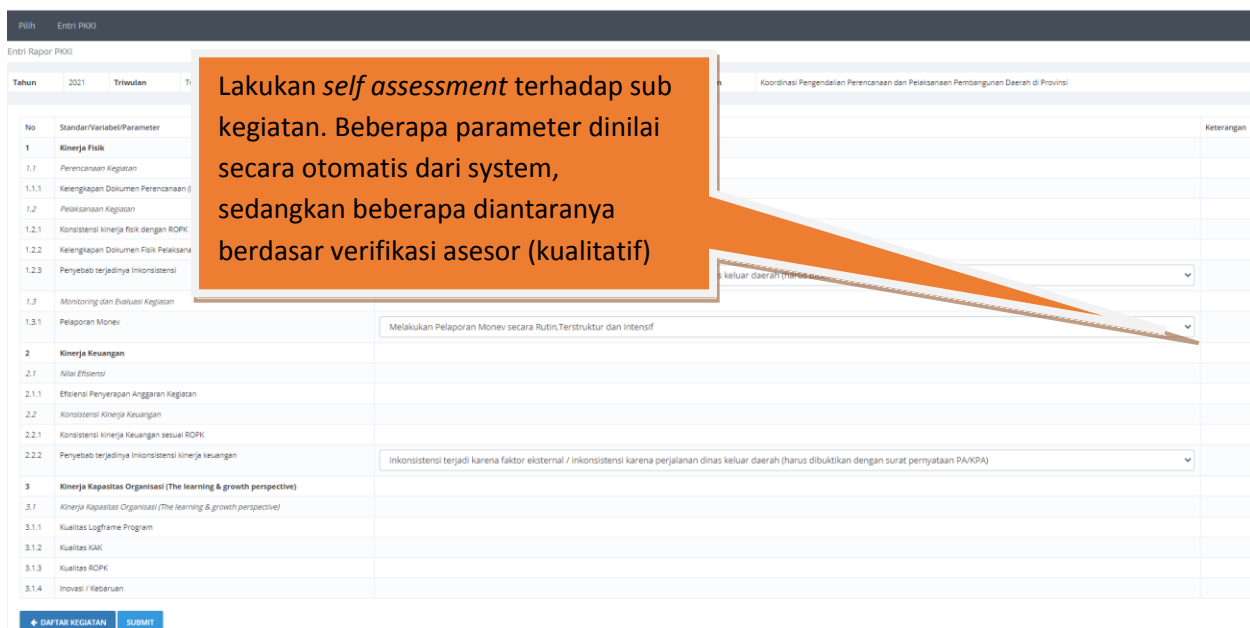 Pilih Entri PKKI
Entri Rapor PKKI
Tahun 2021 Triwulan Koordinasi Pengendalian Perencanaan dan Pelaksanaan Pembangunan Daerah di Provinsi
Lakukan self assessment terhadap sub
kegiatan. Beberapa parameter dinilai
secara otomatis dari system,
sedangkan beberapa diantaranya
berdasar verifikasi asesor (kualitatif)
No Standar/Variabel/Parameter Keterangan
1 Kinerja Fisik
1.1 Perencanaan Kegiatan
1.1.1 Kelengkapan Dokumen Perencanaan
1.2 Pelaksanaan Kegiatan
1.2.1 Konsistensi kinerja fisik dengan ROPK
1.2.2 Kelengkapan Dokumen Fisik
1.2.3 Penyebab terjadinya Inkonsistensi keluar daerah
1.3 Monitoring dan Evaluasi Kegiatan
1.3.1 Pelaporan Monev Melakukan Pelaporan Monev secara Rutin,Terstruktur dan Intensif
2 Kinerja Keuangan
2.1 Nilai Efisiensi
2.1.1 Efisiensi Penyerapan Anggaran Kegiatan
2.2 Konsistensi Kinerja Keuangan
2.2.1 Konsistensi kinerja Keuangan sesuai ROPK
2.2.2 Penyebab terjadinya Inkonsistensi kinerja keuangan Inkonsistensi terjadi karena faktor eksternal / inkonsistensi karena perjalanan dinas keluar daerah (harus dibuktikan dengan surat pernyataan PA/KPA)
3 Kinerja Kapasitas Organisasi (The learning & growth perspective)
3.1 Kinerja Kapasitas Organisasi (The learning & growth perspective)
3.1.1 Kualitas Logframe Program
3.1.2 Kualitas KAK
3.1.3 Kualitas ROPK
3.1.4 Inovasi / Kebaruan
DAFTAR KEGIATAN SUBMIT